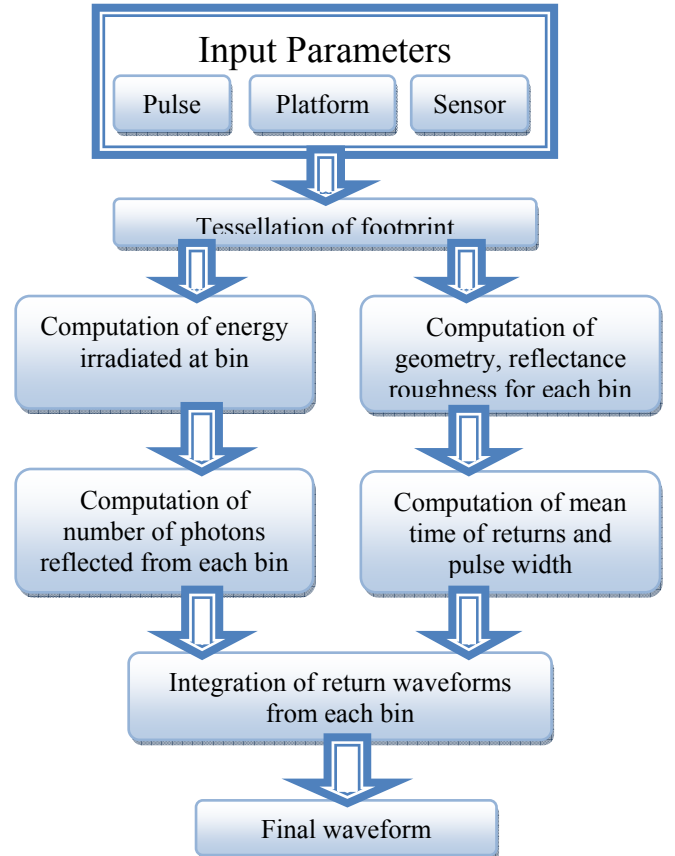 Input Parameters
Pulse
Platform
Sensor
Tessellation of footprint
Computation of energy
irradiated at bin
Computation of
geometry, reflectance
roughness for each bin
Computation of
number of photons
reflected from each bin
Computation of mean
time of returns and
pulse width
Integration of return waveforms
from each bin
Final waveform